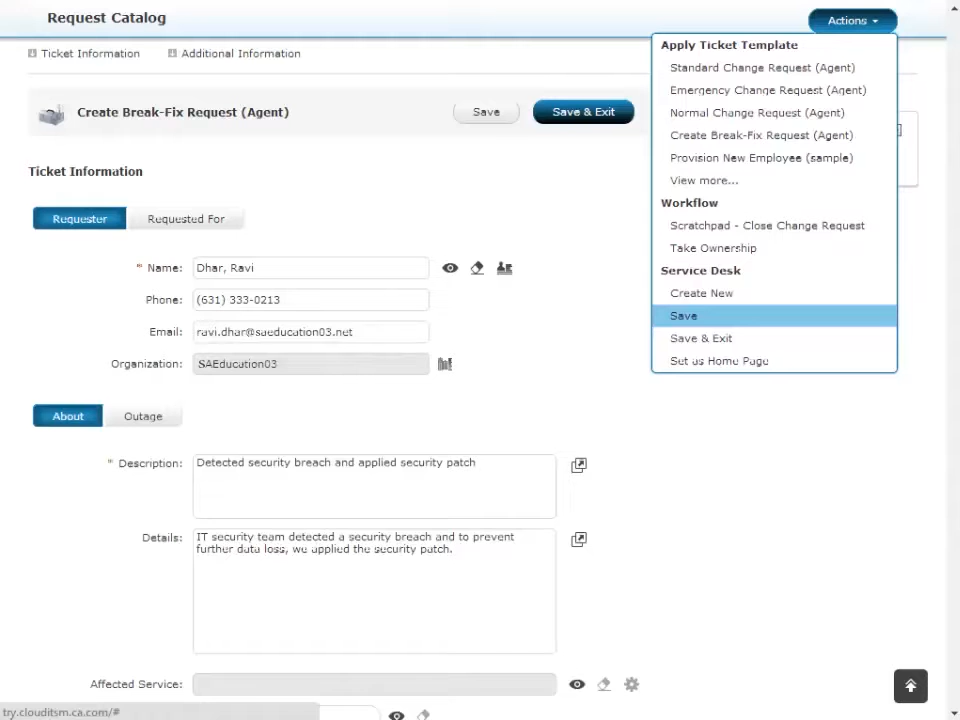 Request Catalog
Actions
Ticket Information
Additional Information
Create Break-Fix Request (Agent)
Save
Save & Exit
Apply Ticket Template
Standard Change Request (Agent)
Emergency Change Request (Agent)
Normal Change Request (Agent)
Create Break-Fix Request (Agent)
Provision New Employee (sample)
View more...
Workflow
Scratchpad - Close Change Request
Take Ownership
Service Desk
Create New
Save
Save & Exit
Set as Home Page
Ticket Information
Requester
Requested For
* Name: Dhar, Ravi
Phone: (631) 333-0213
Email: ravi.dhar@saeducation03.net
Organization: SAEducation03
About
Outage
* Description: Detected security breach and applied security patch
Details: IT security team detected a security breach and to prevent
further data loss, we applied the security patch.
Affected Service:
try.clouditsm.ca.com/#